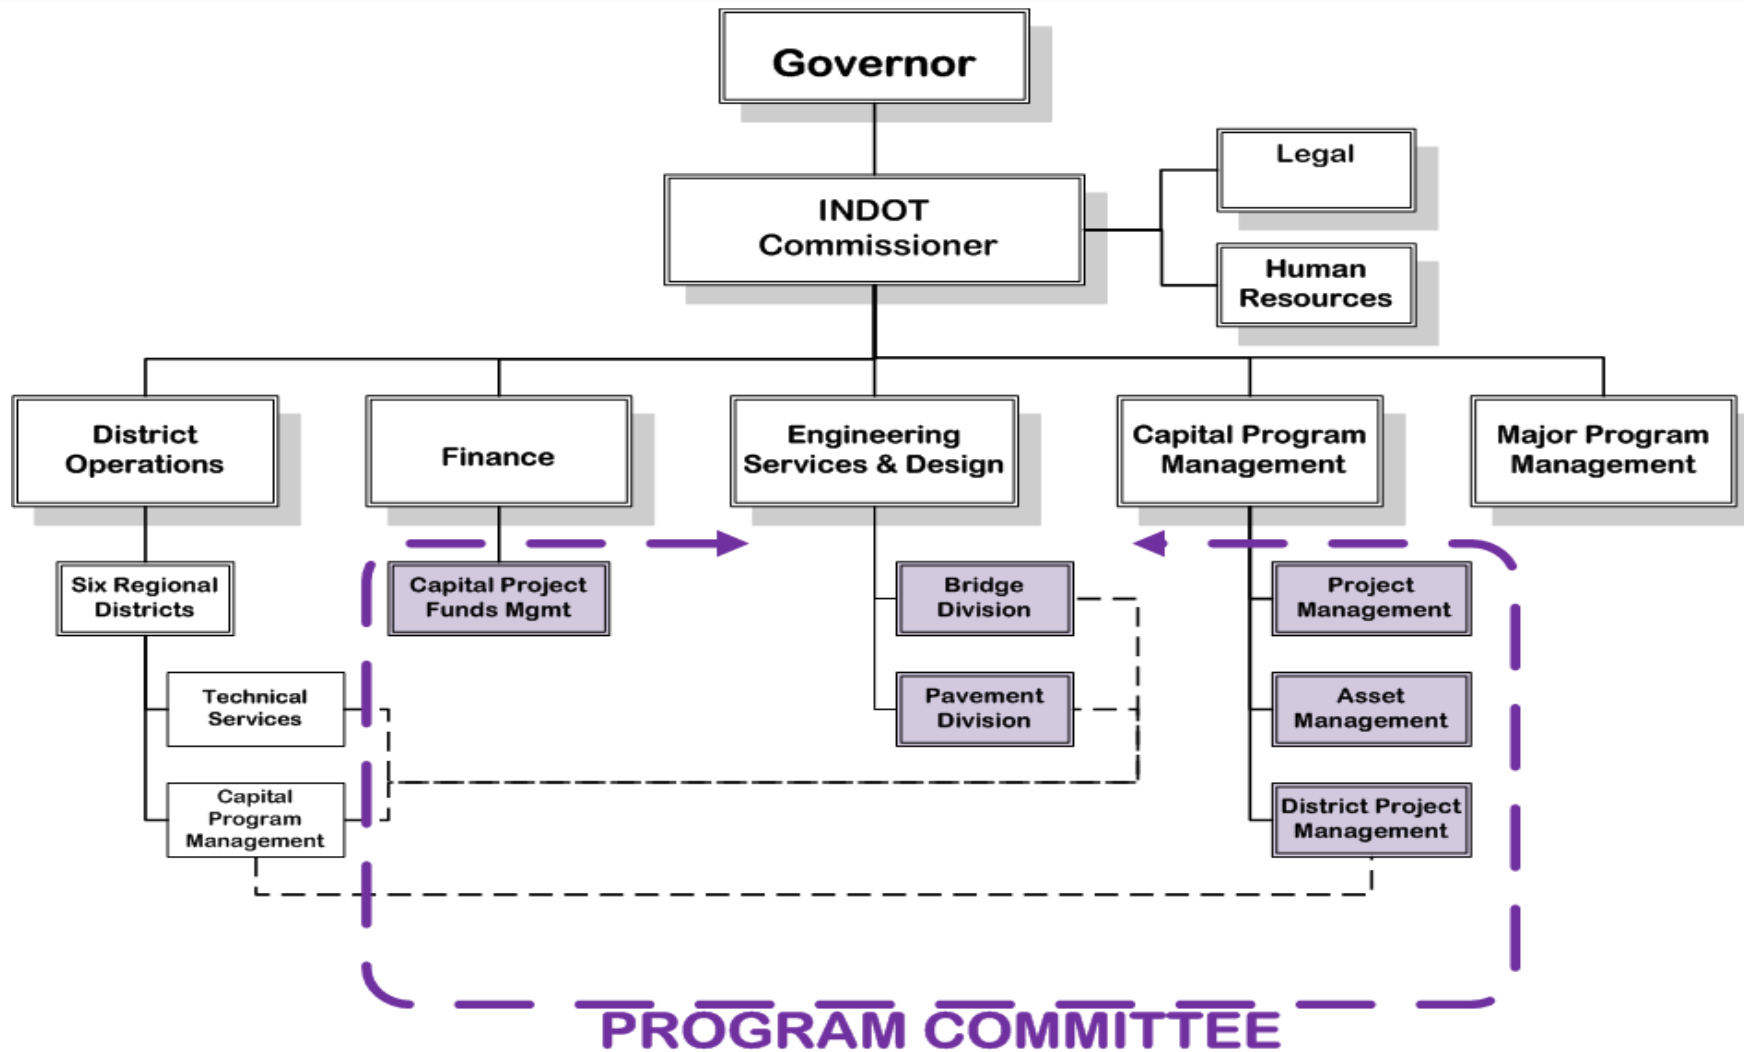 Governor
INDOT
Commissioner
Legal
Human
Resources
District
Operations
Finance
Engineering
Services & Design
Capital Program
Management
Major Program
Management
Six Regional
Districts
Capital Project
Funds Mgmt
Bridge
Division
Project
Management
Technical
Services
Pavement
Division
Asset
Management
Capital
Program
Management
District Project
Management
PROGRAM COMMITTEE